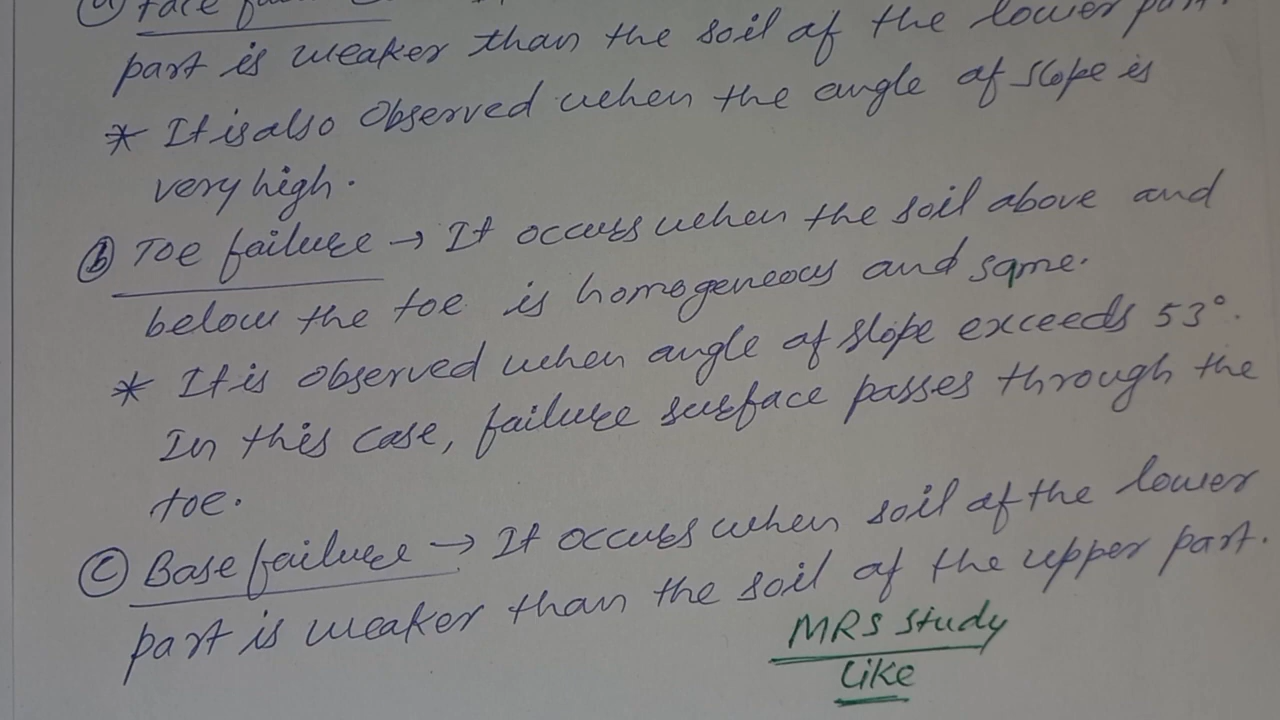 (a) Face
part is weaker than the soil of the lower part.
* It is also observed when the angle of slope is
very high.
(b) Toe failure → It occurs when the soil above and
below the toe is homogeneous and same.
* It is observed when angle of slope exceeds 53°.
In this case, failure surface passes through the
toe.
(C) Base failure → It occurs when soil of the lower
part is weaker than the soil of the upper part.
MRS Study
Like